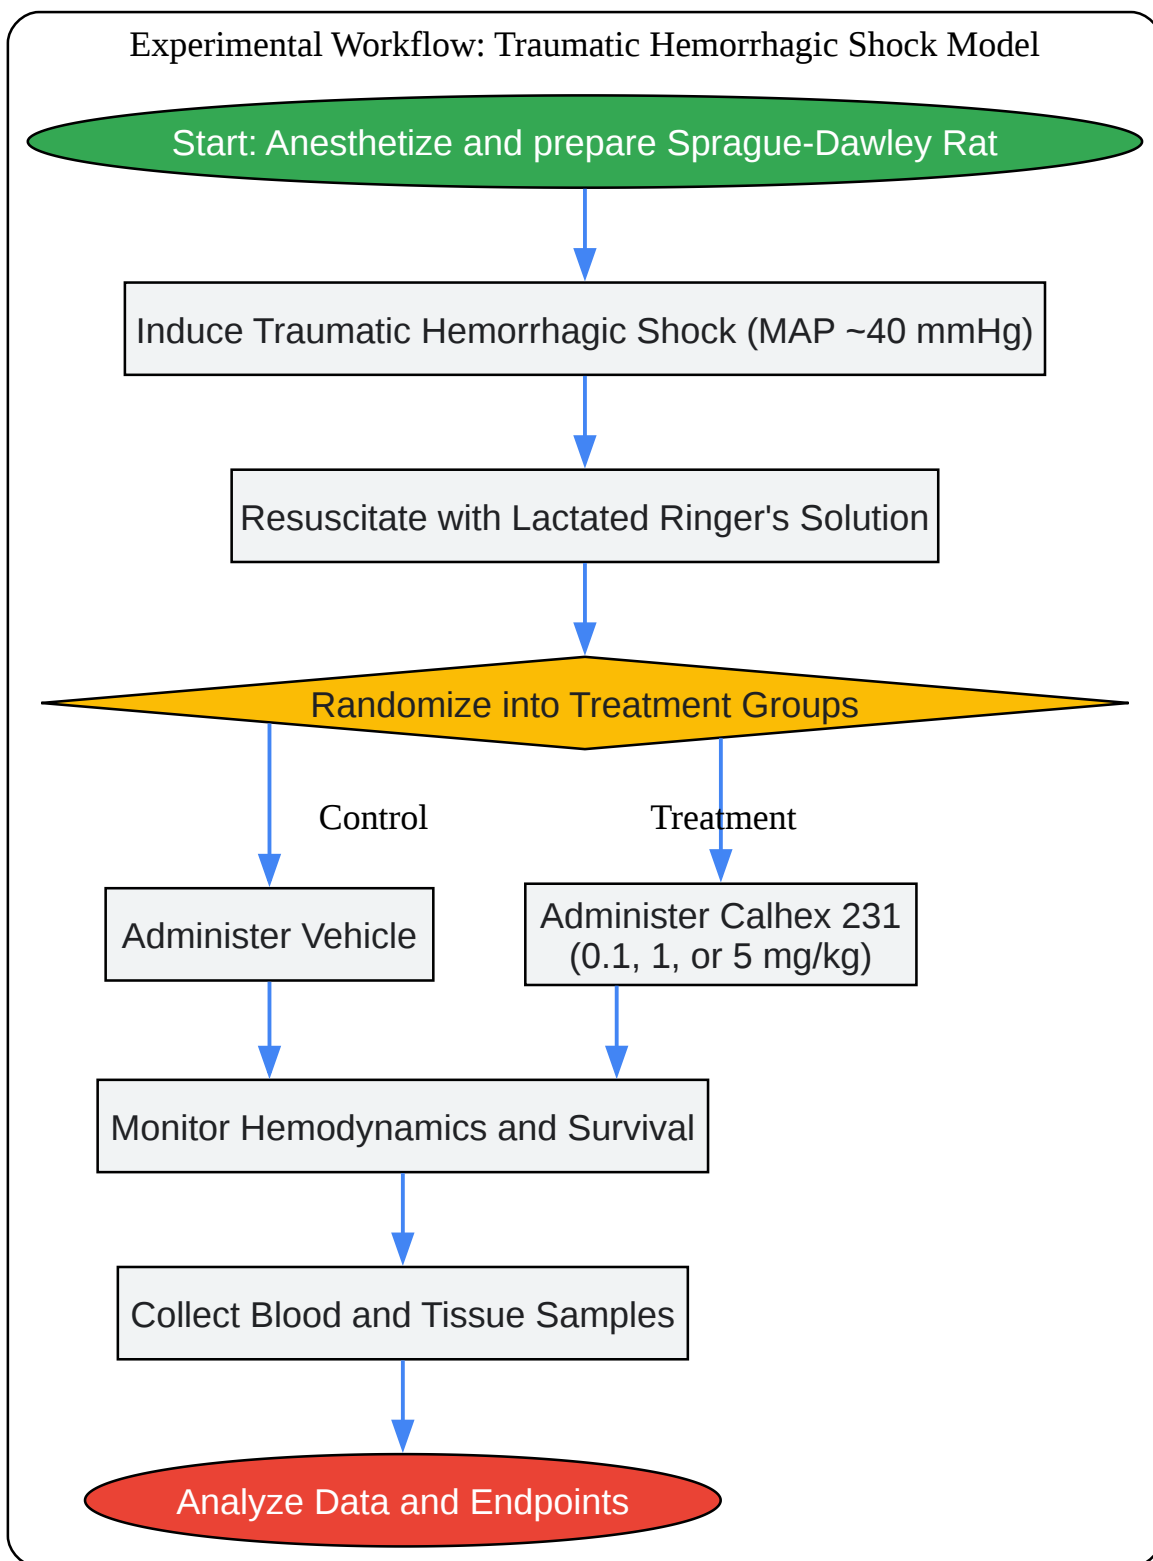 Experimental Workflow: Traumatic Hemorrhagic Shock Model
Start: Anesthetize and prepare Sprague-Dawley Rat
Induce Traumatic Hemorrhagic Shock (MAP ~40 mmHg)
Resuscitate with Lactated Ringer's Solution
Randomize into Treatment Groups
Control
Treatment
Administer Vehicle
Administer Calhex 231
(0.1, 1, or 5 mg/kg)
Monitor Hemodynamics and Survival
Collect Blood and Tissue Samples
Analyze Data and Endpoints